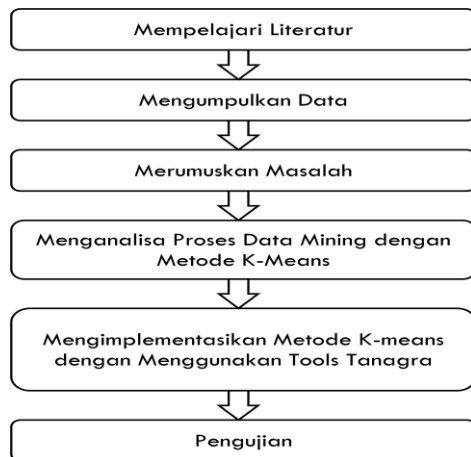 Mempelajari Literatur
Mengumpulkan Data
Merumuskan Masalah
Menganalisa Proses Data Mining dengan
Metode K-Means
Mengimplementasikan Metode K-means
dengan Menggunakan Tools Tanagra
Pengujian